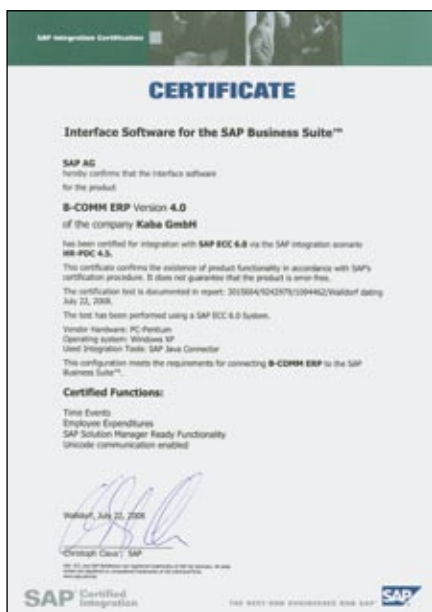 SAP Integration Certification
CERTIFICATE
Interface Software for the SAP Business Suite™
SAP AG
hereby confirms that the interface software
for the product
B-COMM ERP Version 4.0
of the company Kaba GmbH
has been certified for integration with SAP ECC 6.0 via the SAP integration scenario
HR-PDC 4.5.
This certificate confirms the existence of product functionality in accordance with SAP's
certification procedure. It does not guarantee that the product is error-free.
The certification test is documented in report: /Walldorf dating
July 22, 2008.
The test has been performed using a SAP ECC 6.0 System.
Vendor Hardware: PC-Pentium
Operating system: Windows XP
Used Integration Tools: SAP Java Connector
This configuration meets the requirements for connecting B-COMM ERP to the SAP
Business Suite™.
Certified Functions:
Time Events
Employee Expenditures
SAP Solution Manager Ready Functionality
Unicode communication enabled
Walldorf, July 22, 2008
Christoph SAP
SAP Certified
Integration
THE BEST-RUN BUSINESSES RUN SAP
SAP